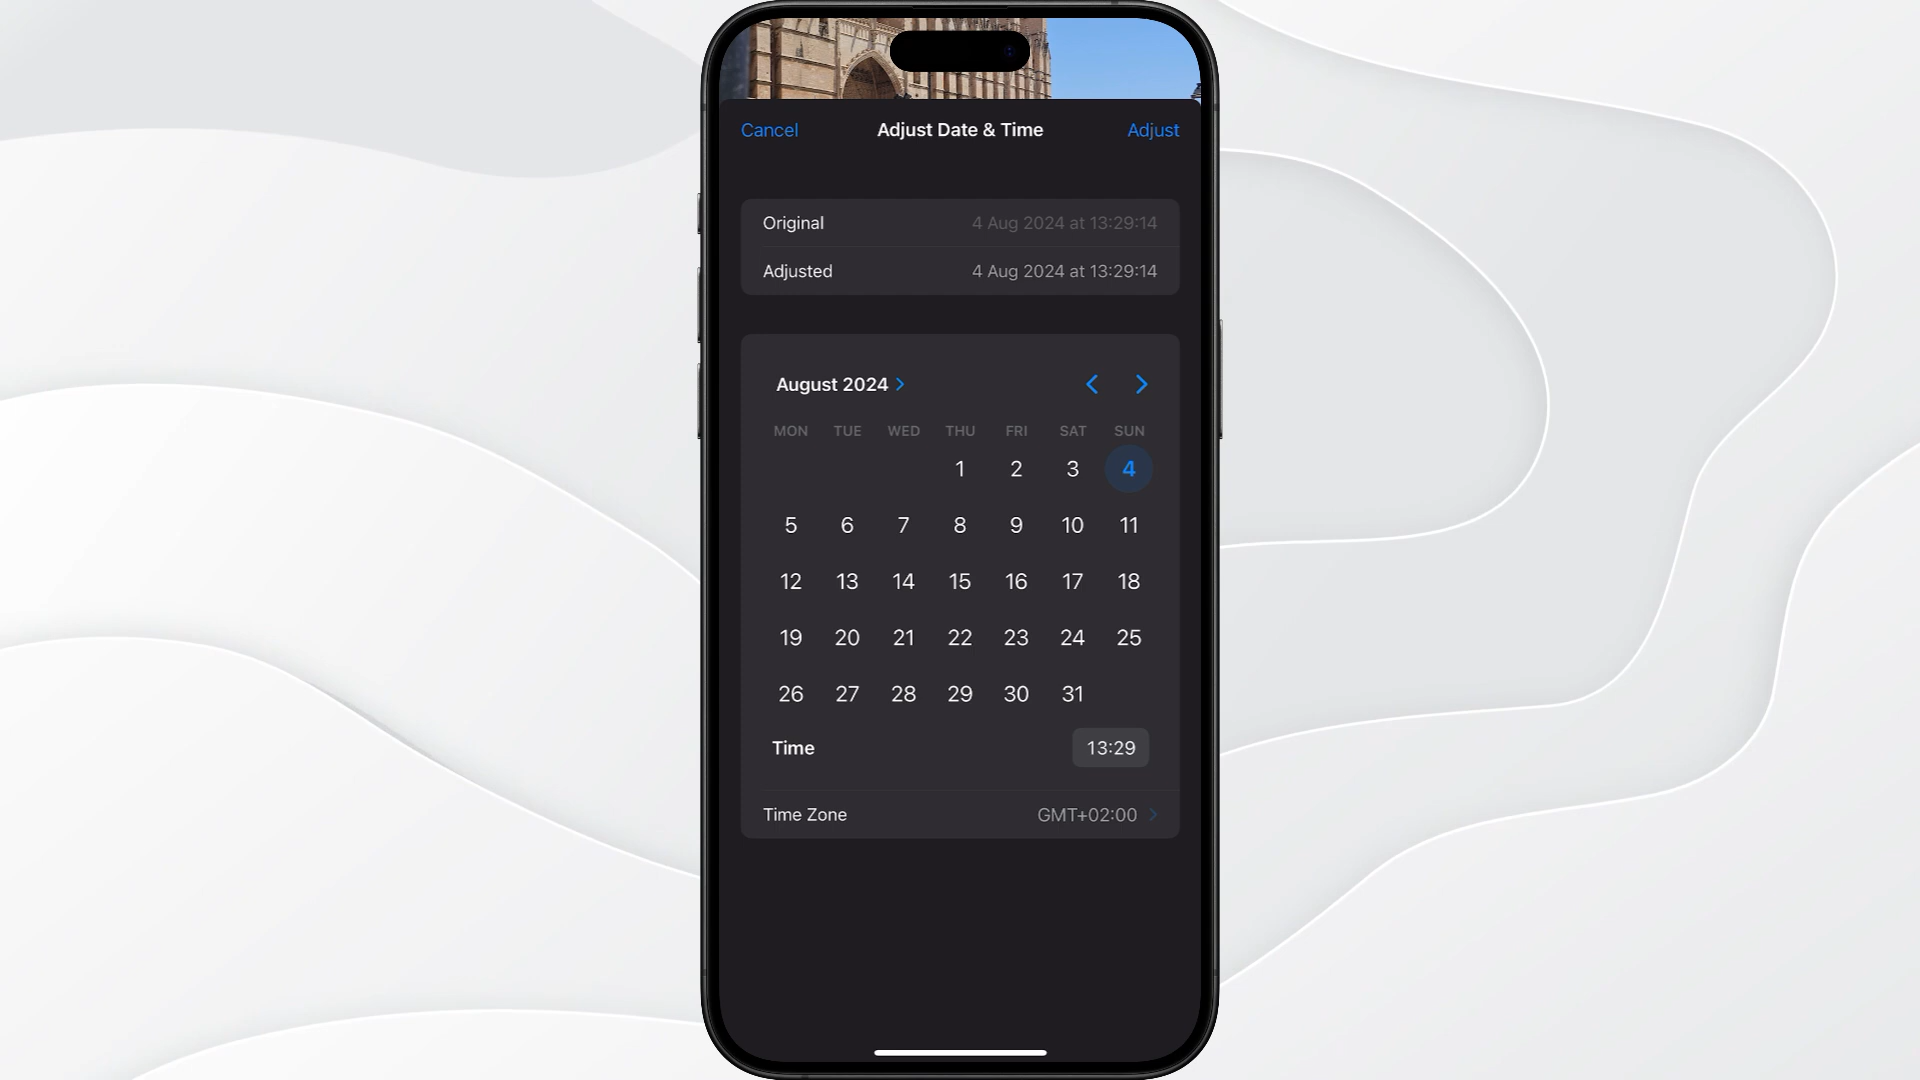 Cancel Adjust Date & Time Adjust
Original 4 Aug 2024 at 13:29:14
Adjusted 4 Aug 2024 at 13:29:14
August 2024
MON TUE WED THU FRI SAT SUN
1 2 3 4
5 6 7 8 9 10 11
12 13 14 15 16 17 18
19 20 21 22 23 24 25
26 27 28 29 30 31
Time 13:29
Time Zone GMT+02:00